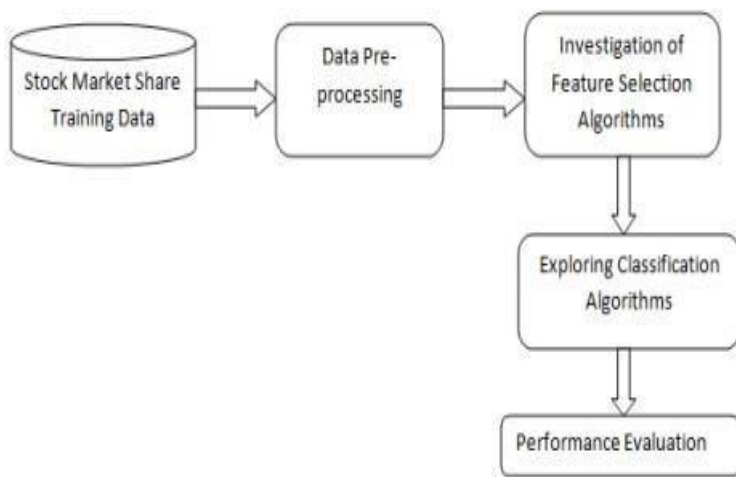 Stock Market Share
Training Data
Data Pre-
processing
Investigation of
Feature Selection
Algorithms
Exploring Classification
Algorithms
Performance Evaluation